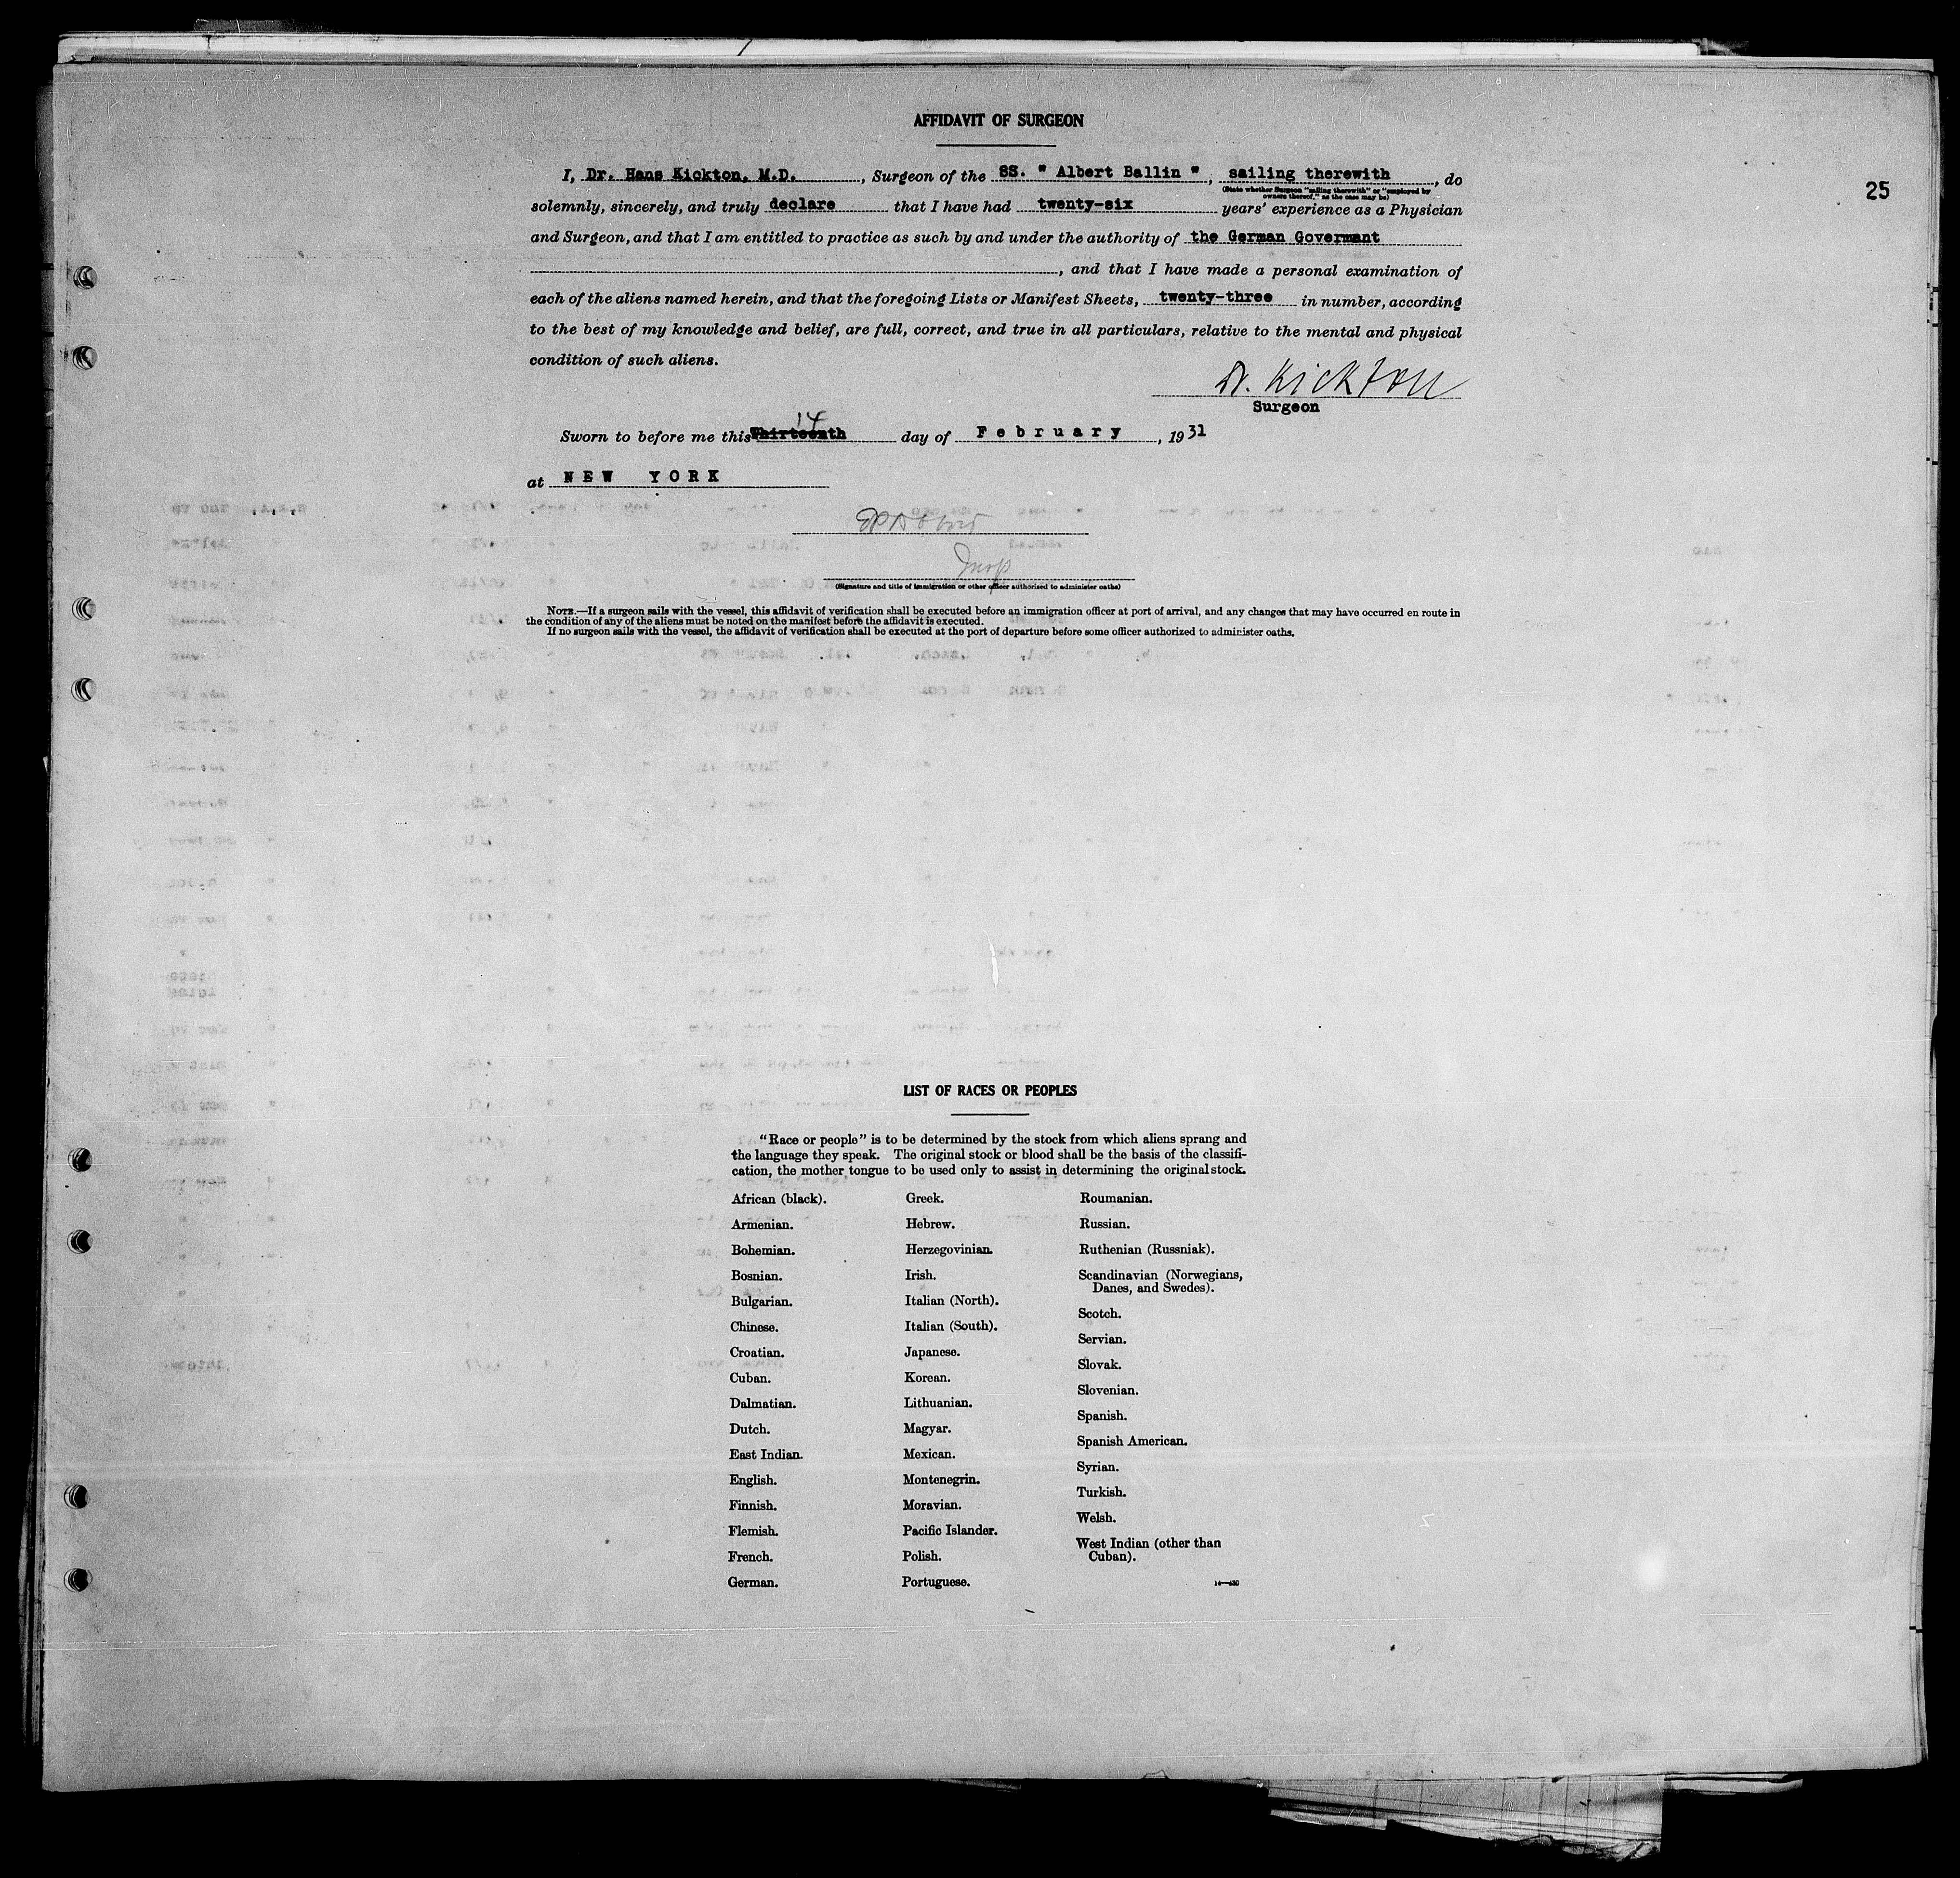 AFFIDAVIT OF SURGEON
25
I, Dr. Hans Kickton, M.D. , Surgeon of the SS. " Albert Ballin " , sailing therewith , do
(State whether Surgeon "sailing therewith" or "employed by
owners thereof," as the case may be)
solemnly, sincerely, and truly declare that I have had twenty-six years' experience as a Physician
and Surgeon, and that I am entitled to practice as such by and under the authority of the German Govermant
, and that I have made a personal examination of
each of the aliens named herein, and that the foregoing Lists or Manifest Sheets, twenty-three in number, according
to the best of my knowledge and belief, are full, correct, and true in all particulars, relative to the mental and physical
condition of such aliens.
Dr. Kickton
Surgeon
14
Sworn to before me this Thirteenth day of February , 1931
at NEW YORK
Insp
(Signature and title of immigration or other officer authorized to administer oaths)
NOTE.—If a surgeon sails with the vessel, this affidavit of verification shall be executed before an immigration officer at port of arrival, and any changes that may have occurred en route in
the condition of any of the aliens must be noted on the manifest before the affidavit is executed.
If no surgeon sails with the vessel, the affidavit of verification shall be executed at the port of departure before some officer authorized to administer oaths.
LIST OF RACES OR PEOPLES
"Race or people" is to be determined by the stock from which aliens sprang and
the language they speak. The original stock or blood shall be the basis of the classifi-
cation, the mother tongue to be used only to assist in determining the original stock.
African (black).
Armenian.
Bohemian.
Bosnian.
Bulgarian.
Chinese.
Croatian.
Cuban.
Dalmatian.
Dutch.
East Indian.
English.
Finnish.
Flemish.
French.
German.
Greek.
Hebrew.
Herzegovinian.
Irish.
Italian (North).
Italian (South).
Japanese.
Korean.
Lithuanian.
Magyar.
Mexican.
Montenegrin.
Moravian.
Pacific Islander.
Polish.
Portuguese.
Roumanian.
Russian.
Ruthenian (Russniak).
Scandinavian (Norwegians,
Danes, and Swedes).
Scotch.
Servian.
Slovak.
Slovenian.
Spanish.
Spanish American.
Syrian.
Turkish.
Welsh.
West Indian (other than
Cuban).